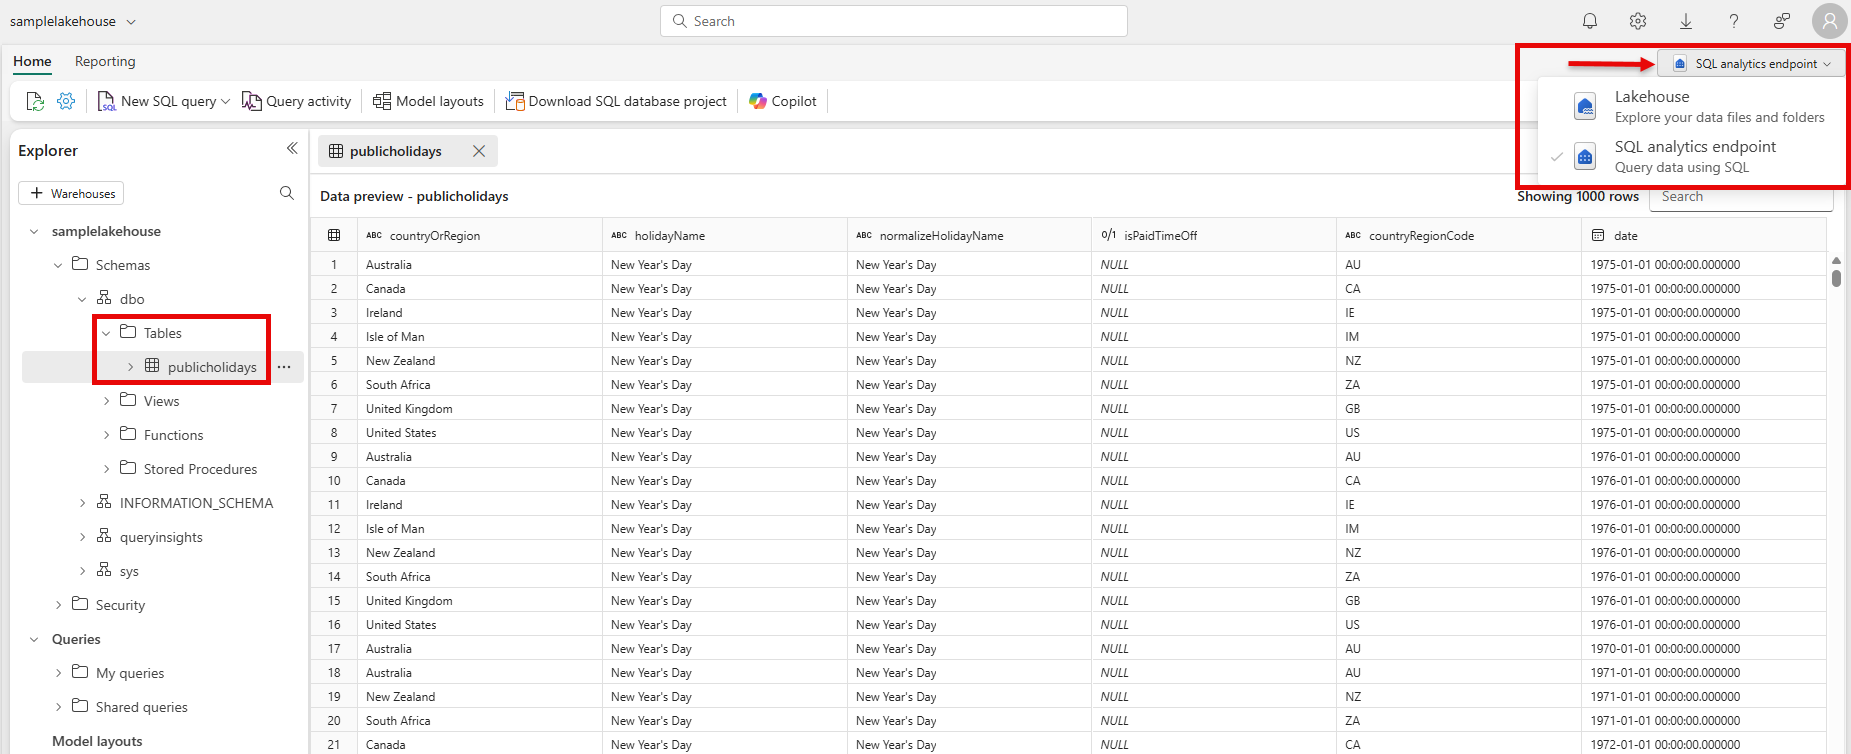 samplelakehouse
Search
Home Reporting
SQL analytics endpoint
New SQL query Query activity Model layouts Download SQL database project Copilot
Lakehouse
Explore your data files and folders
SQL analytics endpoint
Query data using SQL
Explorer
+ Warehouses
samplelakehouse
Schemas
dbo
Tables
publicholidays
Views
Functions
Stored Procedures
INFORMATION_SCHEMA
queryinsights
sys
Security
Queries
My queries
Shared queries
Model layouts
publicholidays
Data preview - publicholidays Showing 1000 rows Search
ABC countryOrRegion ABC holidayName ABC normalizeHolidayName 0/1 isPaidTimeOff ABC countryRegionCode date
1 Australia New Year's Day New Year's Day NULL AU 1975-01-01 00:00:00.000000
2 Canada New Year's Day New Year's Day NULL CA 1975-01-01 00:00:00.000000
3 Ireland New Year's Day New Year's Day NULL IE 1975-01-01 00:00:00.000000
4 Isle of Man New Year's Day New Year's Day NULL IM 1975-01-01 00:00:00.000000
5 New Zealand New Year's Day New Year's Day NULL NZ 1975-01-01 00:00:00.000000
6 South Africa New Year's Day New Year's Day NULL ZA 1975-01-01 00:00:00.000000
7 United Kingdom New Year's Day New Year's Day NULL GB 1975-01-01 00:00:00.000000
8 United States New Year's Day New Year's Day NULL US 1975-01-01 00:00:00.000000
9 Australia New Year's Day New Year's Day NULL AU 1976-01-01 00:00:00.000000
10 Canada New Year's Day New Year's Day NULL CA 1976-01-01 00:00:00.000000
11 Ireland New Year's Day New Year's Day NULL IE 1976-01-01 00:00:00.000000
12 Isle of Man New Year's Day New Year's Day NULL IM 1976-01-01 00:00:00.000000
13 New Zealand New Year's Day New Year's Day NULL NZ 1976-01-01 00:00:00.000000
14 South Africa New Year's Day New Year's Day NULL ZA 1976-01-01 00:00:00.000000
15 United Kingdom New Year's Day New Year's Day NULL GB 1976-01-01 00:00:00.000000
16 United States New Year's Day New Year's Day NULL US 1976-01-01 00:00:00.000000
17 Australia New Year's Day New Year's Day NULL AU 1970-01-01 00:00:00.000000
18 Australia New Year's Day New Year's Day NULL AU 1971-01-01 00:00:00.000000
19 New Zealand New Year's Day New Year's Day NULL NZ 1971-01-01 00:00:00.000000
20 South Africa New Year's Day New Year's Day NULL ZA 1971-01-01 00:00:00.000000
21 Canada New Year's Day New Year's Day NULL CA 1972-01-01 00:00:00.000000